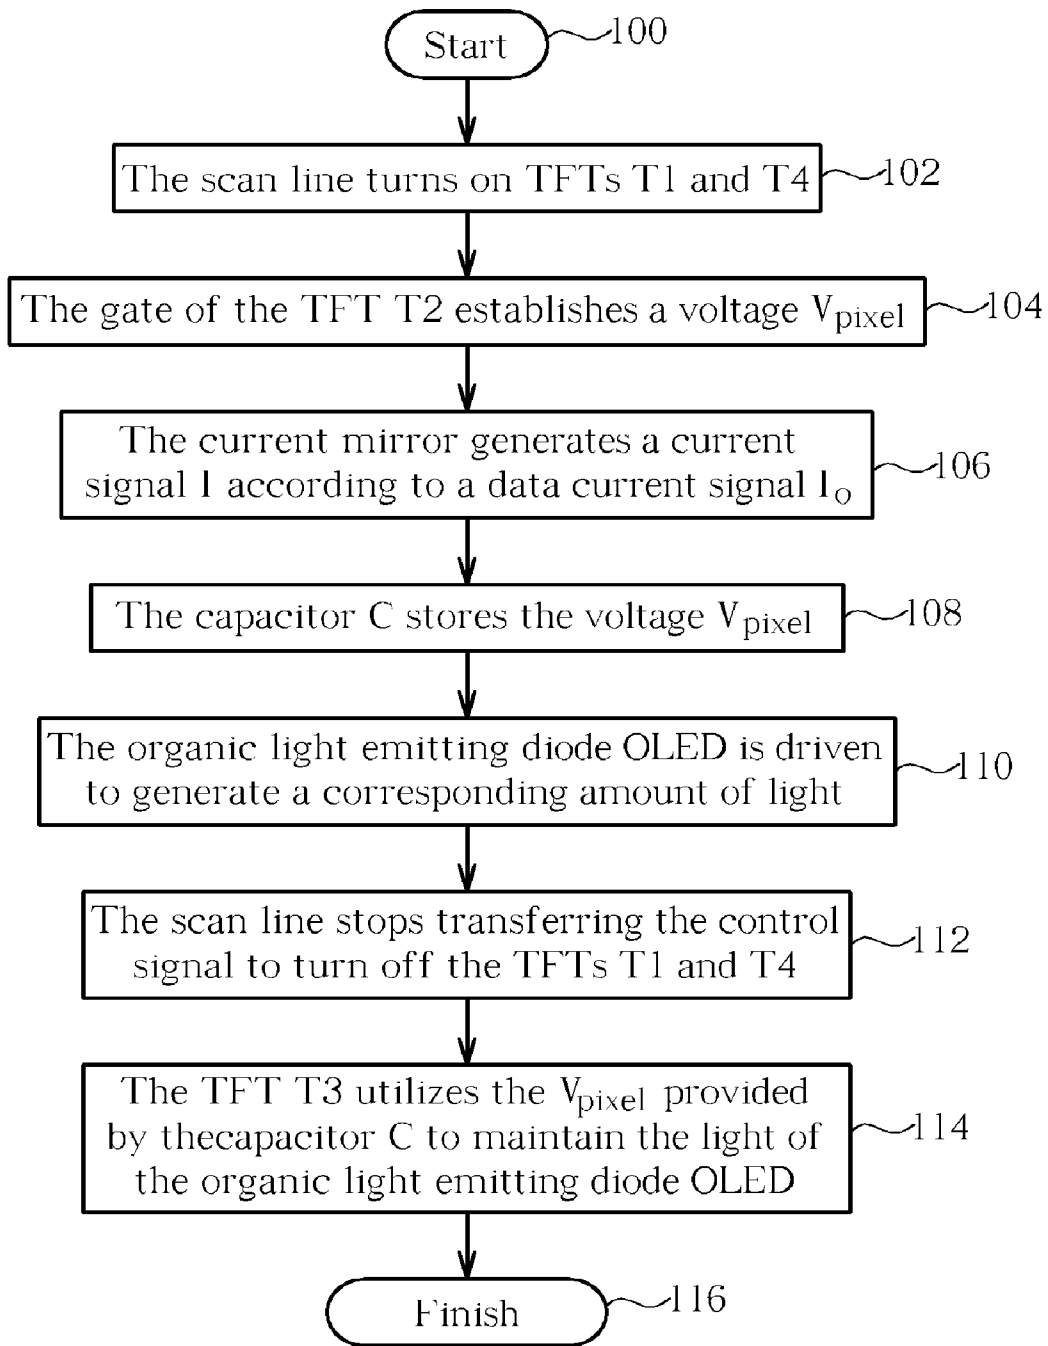 Start
100
The scan line turns on TFTs T1 and T4
102
The gate of the TFT T2 establishes a voltage Vpixel
104
The current mirror generates a current
signal I according to a data current signal Io
106
The capacitor C stores the voltage Vpixel
108
The organic light emitting diode OLED is driven
to generate a corresponding amount of light
110
The scan line stops transferring the control
signal to turn off the TFTs T1 and T4
112
The TFT T3 utilizes the Vpixel provided
by thecapacitor C to maintain the light of
the organic light emitting diode OLED
114
Finish
116